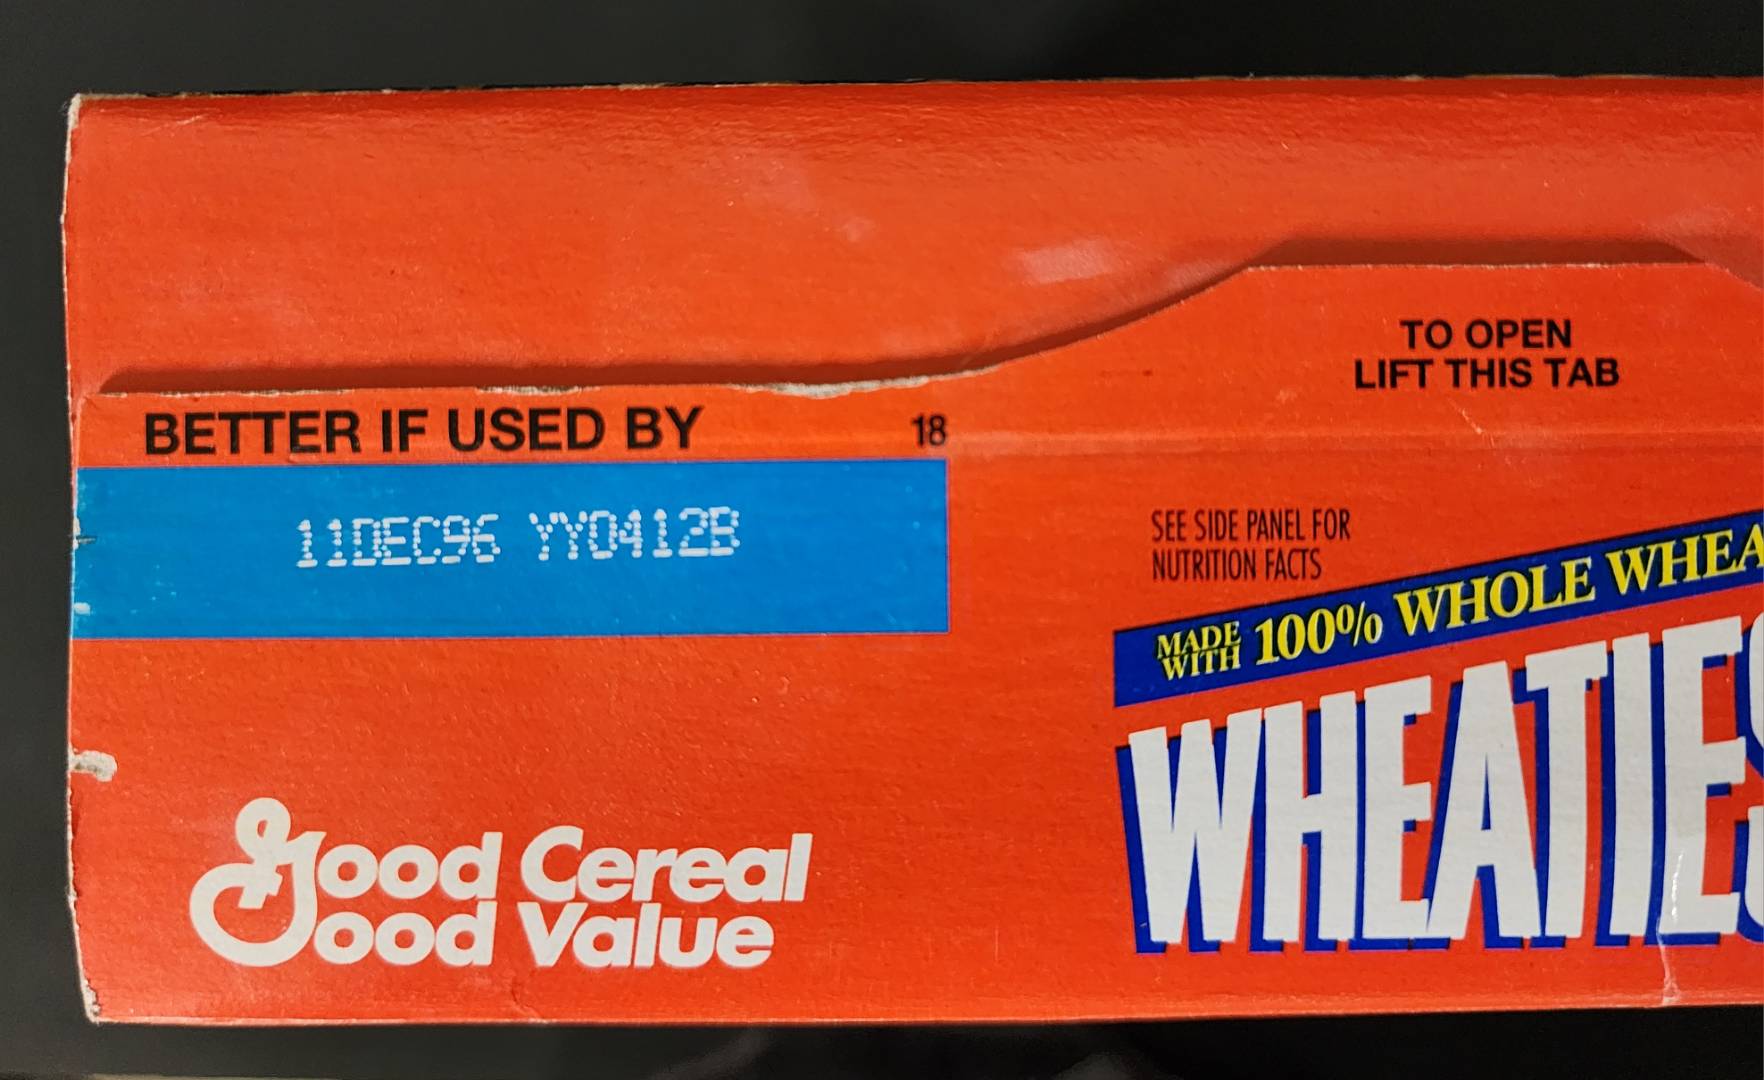 TO OPEN
LIFT THIS TAB
BETTER IF USED BY 18
11DEC96 YY0412B
SEE SIDE PANEL FOR
NUTRITION FACTS
MADE WITH 100% WHOLE WHEA
WHEATIES
Good Cereal
Good Value